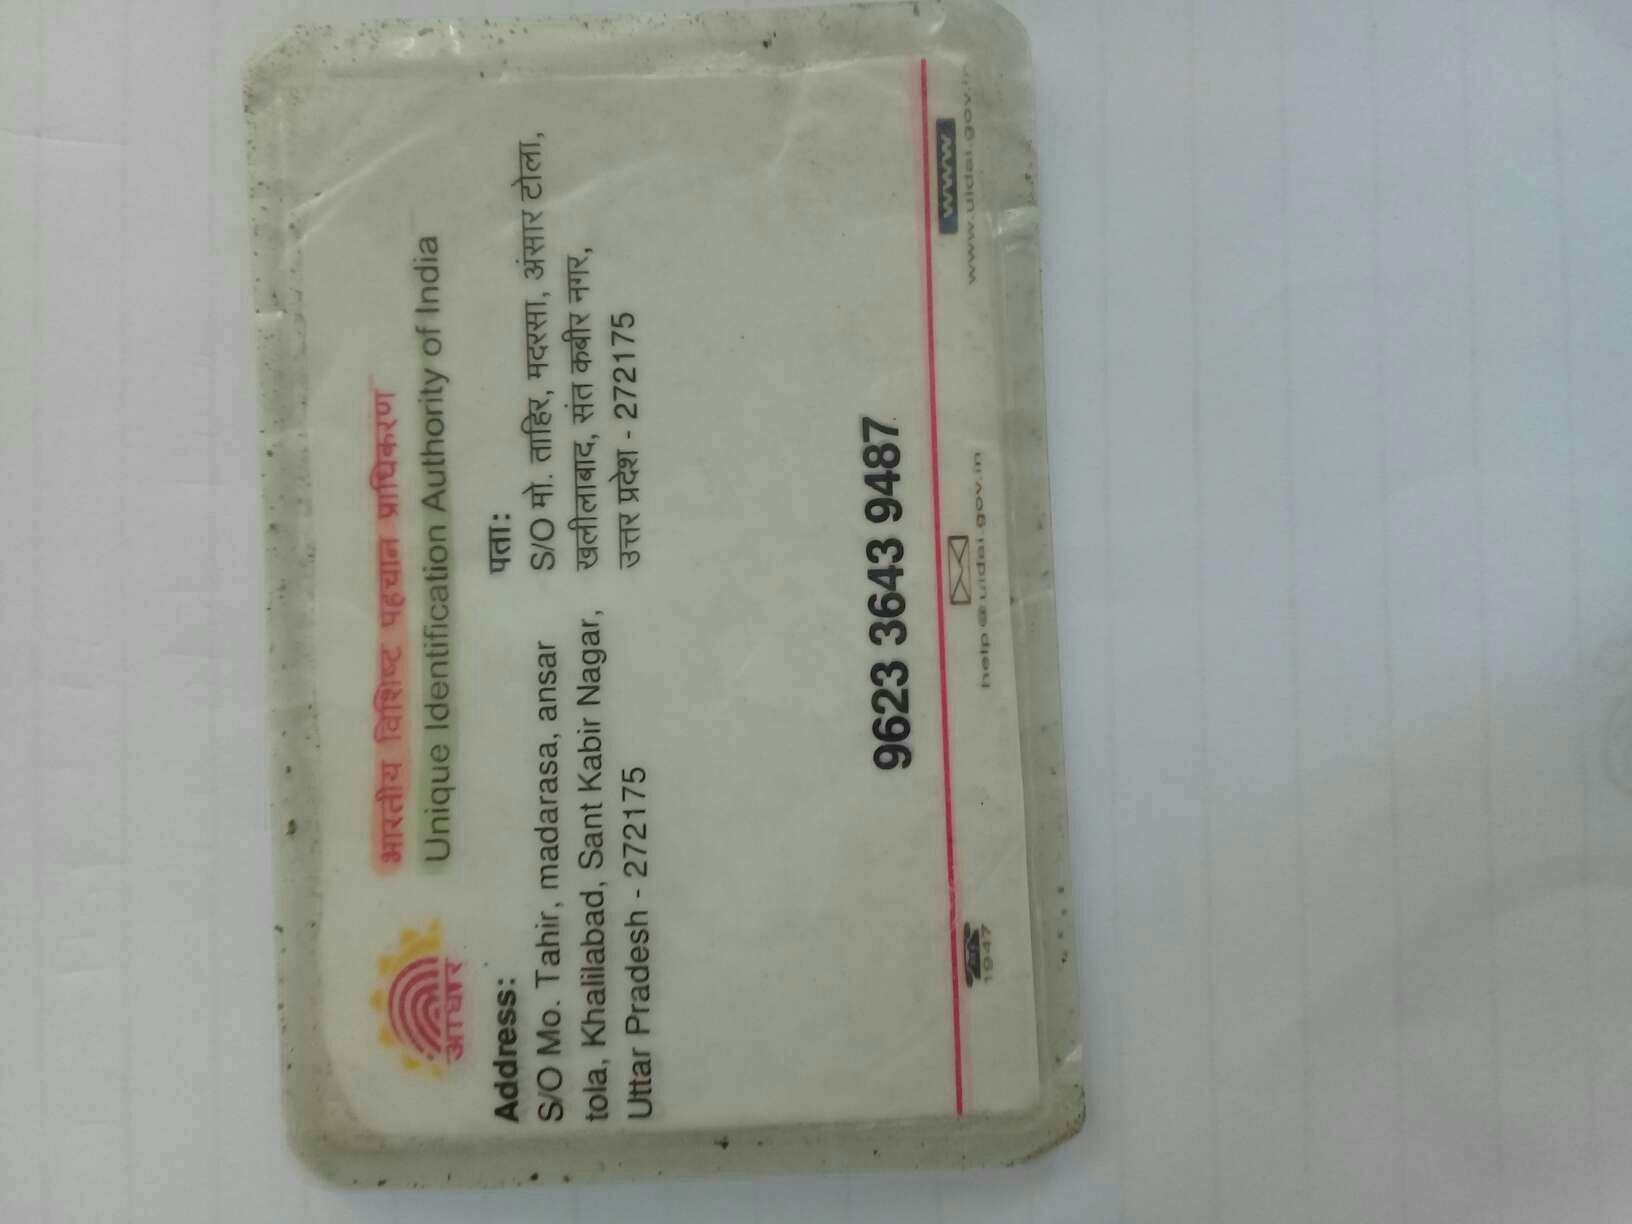 भारतीय विशिष्ट पहचान प्राधिकरण
Unique Identification Authority of India
आधार
Address:
S/O Mo. Tahir, madarasa, ansar
tola, Khalilabad, Sant Kabir Nagar,
Uttar Pradesh - 272175
पता:
S/O मो. ताहिर, मदरसा, अंसार टोला,
खलीलाबाद, संत कबीर नगर,
उत्तर प्रदेश - 272175
9623 3643 9487
1947
help@uidai.gov.in
www
www.uidai.gov.in